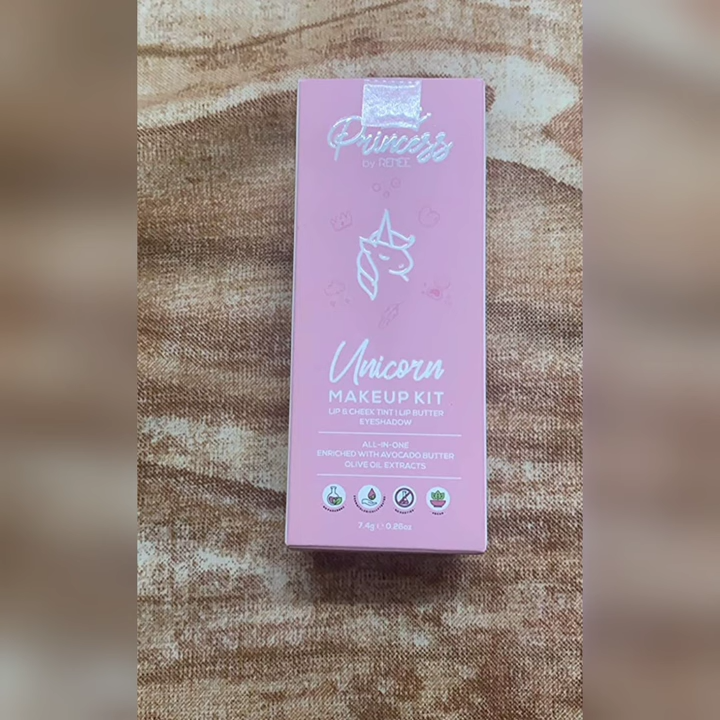 Princess
by RENEE
Unicorn
MAKEUP KIT
LIP & CHEEK TINT | LIP BUTTER
EYESHADOW
ALL-IN-ONE
ENRICHED WITH AVOCADO BUTTER
OLIVE OIL EXTRACTS
7.4g ℮ 0.26oz